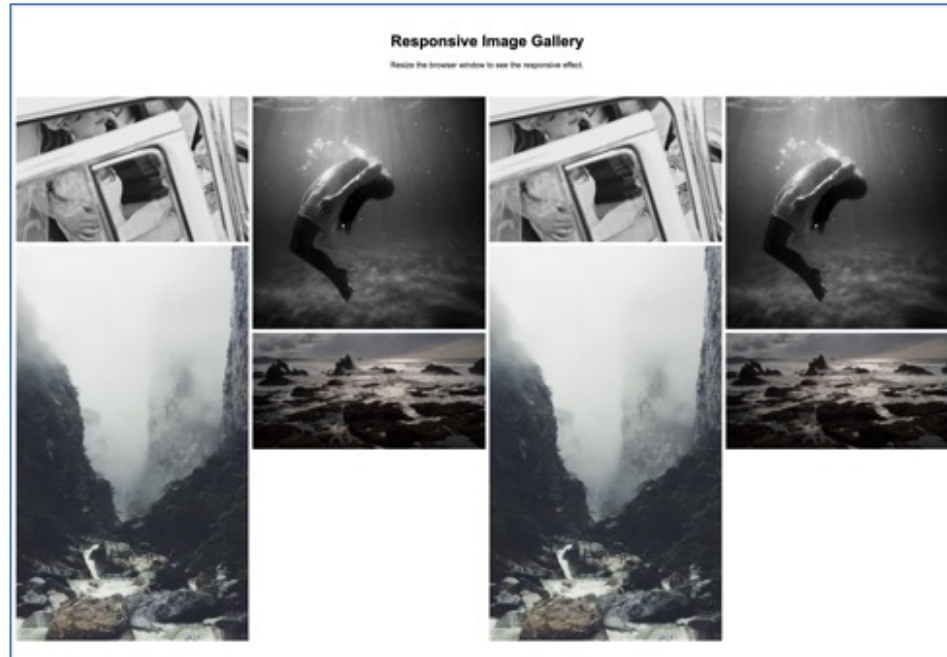 Responsive Image Gallery
Resize the browser window to see the responsive effect.